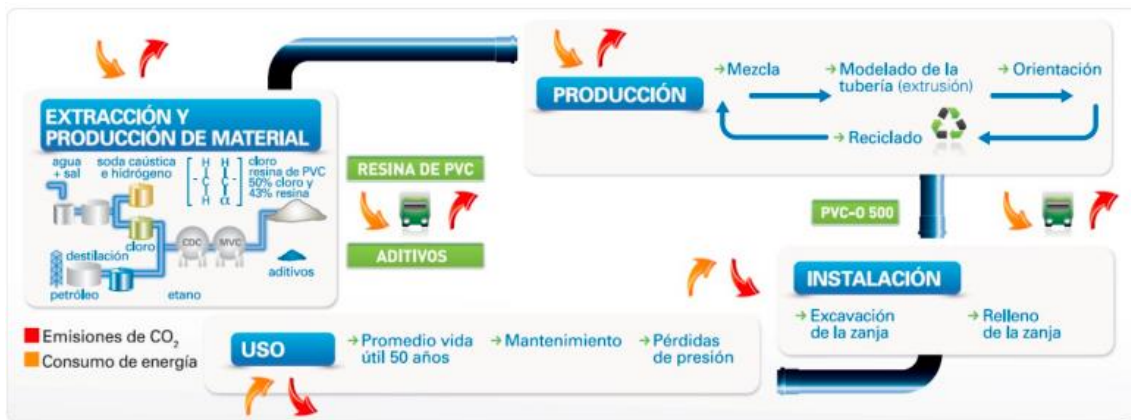 EXTRACCIÓN Y
PRODUCCIÓN DE MATERIAL
agua
+ sal
soda caústica
e hidrógeno
H H
C C
H α
cloro
resina de PVC
50% cloro y
43% resina
cloro
CDC
MVC
destilación
petróleo
etano
aditivos
RESINA DE PVC
ADITIVOS
PRODUCCIÓN
Mezcla
Modelado de la
tubería (extrusión)
Orientación
Reciclado
PVC-O 500
INSTALACIÓN
Excavación
de la zanja
Relleno
de la zanja
USO
Promedio vida
útil 50 años
Mantenimiento
Pérdidas
de presión
Emisiones de CO₂
Consumo de energía